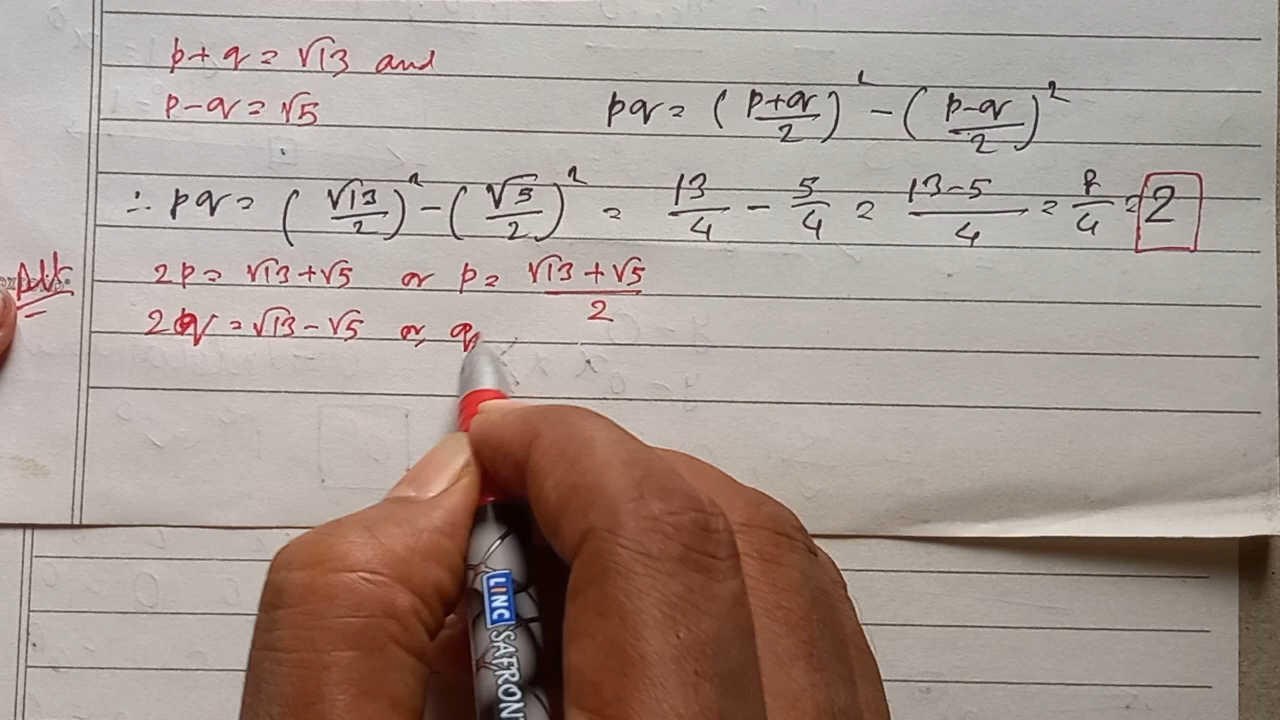 p+q = √13 and
p-q = √5
pq = (p+q/2)² - (p-q/2)²
∴ pq = (√13/2)² - (√5/2)² = 13/4 - 5/4 = 13-5/4 = 8/4 = 2
2p = √13+√5 or p = √13+√5/2
2q = √13-√5 or, q
LINC SAFRON